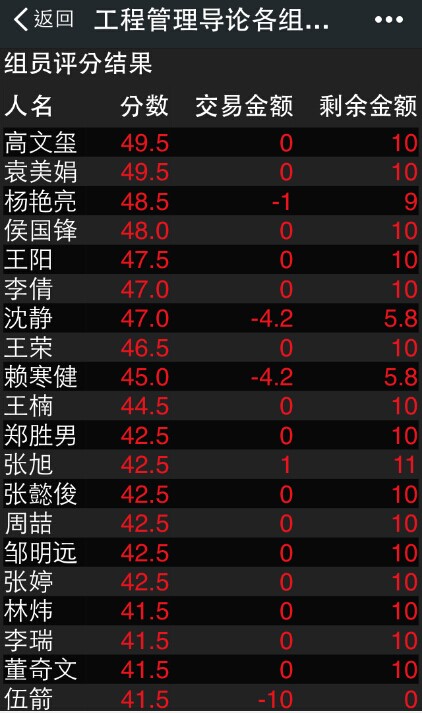 返回 工程管理导论各组...
组员评分结果
人名 分数 交易金额 剩余金额
高文玺 49.5 0 10
袁美娟 49.5 0 10
杨艳亮 48.5 -1 9
侯国锋 48.0 0 10
王阳 47.5 0 10
李倩 47.0 0 10
沈静 47.0 -4.2 5.8
王荣 46.5 0 10
赖寒健 45.0 -4.2 5.8
王楠 44.5 0 10
郑胜男 42.5 0 10
张旭 42.5 1 11
张懿俊 42.5 0 10
周喆 42.5 0 10
邹明远 42.5 0 10
张婷 42.5 0 10
林炜 41.5 0 10
李瑞 41.5 0 10
董奇文 41.5 0 10
伍箭 41.5 -10 0